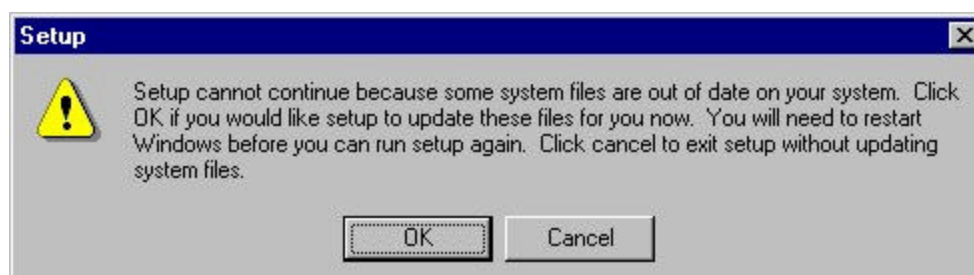 Setup
Setup cannot continue because some system files are out of date on your system.  Click
OK if you would like setup to update these files for you now.  You will need to restart
Windows before you can run setup again.  Click cancel to exit setup without updating
system files.
OK
Cancel